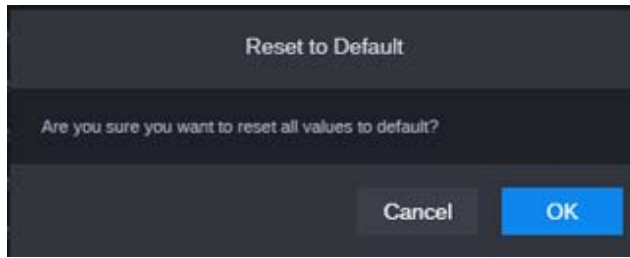 Reset to Default
Are you sure you want to reset all values to default?
Cancel OK